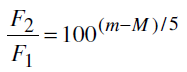 F₂/F₁ = 100^(m−M)/5